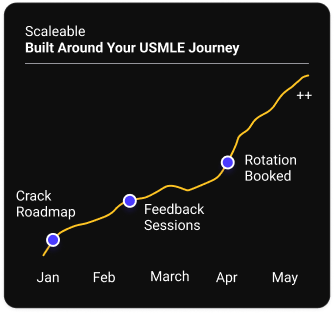 Scaleable
Built Around Your USMLE Journey
++
Rotation
Booked
Crack
Roadmap
Feedback
Sessions
Jan Feb March Apr May